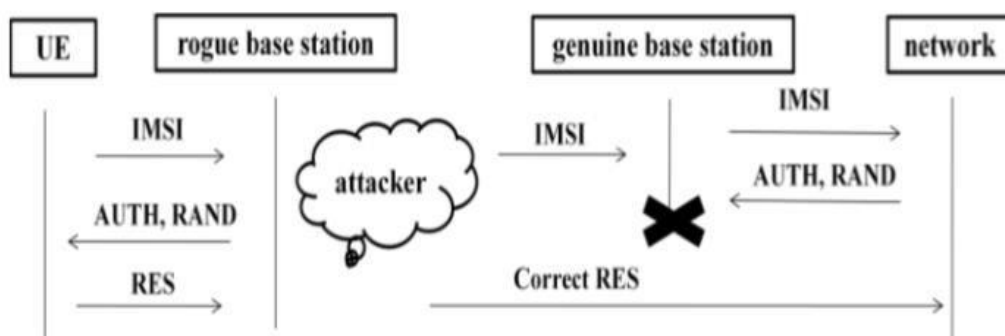 UE
rogue base station
genuine base station
network
IMSI
IMSI
IMSI
attacker
AUTH, RAND
AUTH, RAND
RES
Correct RES